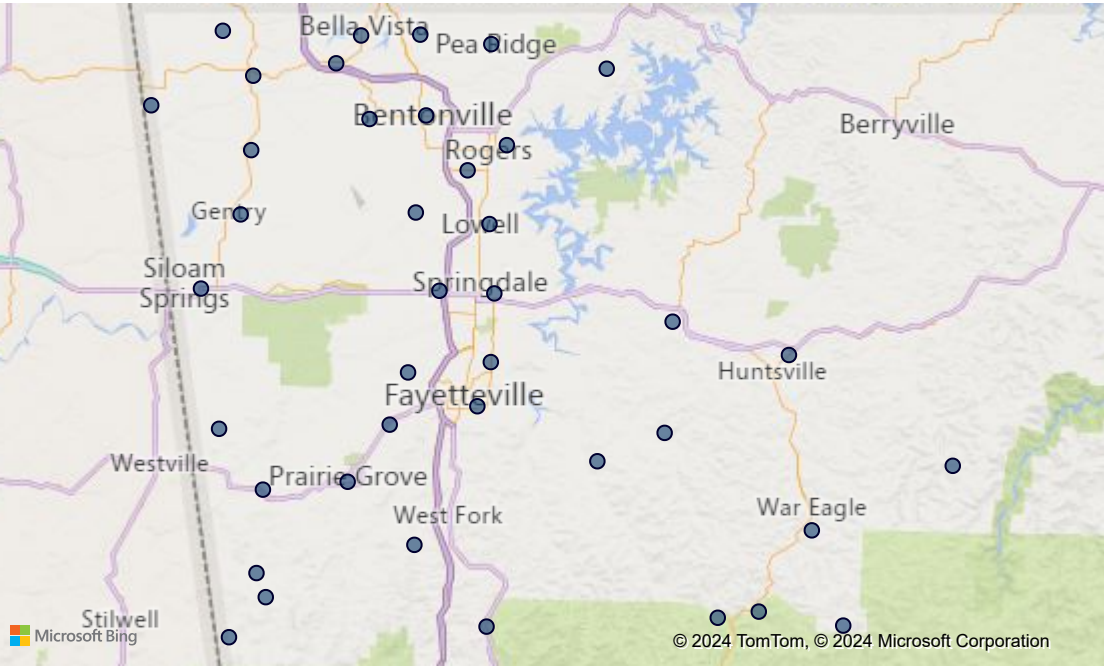 Bella Vista
Pea Ridge
Bentonville
Berryville
Rogers
Gentry
Lowell
Siloam
Springs
Springdale
Huntsville
Fayetteville
Westville
Prairie Grove
West Fork
War Eagle
Stilwell
Microsoft Bing
© 2024 TomTom, © 2024 Microsoft Corporation